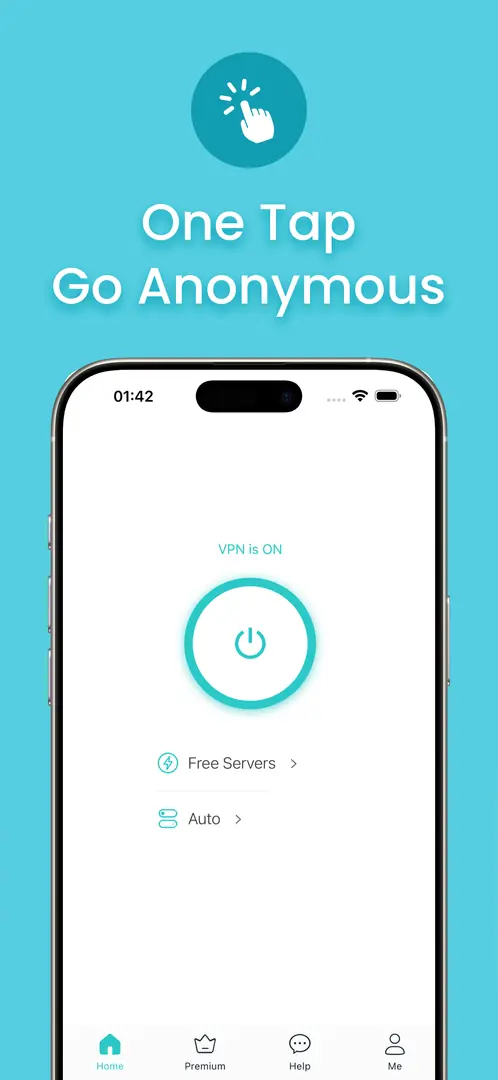 One Tap
Go Anonymous
01:42
VPN is ON
Free Servers
Auto
Home
Premium
Help
Me